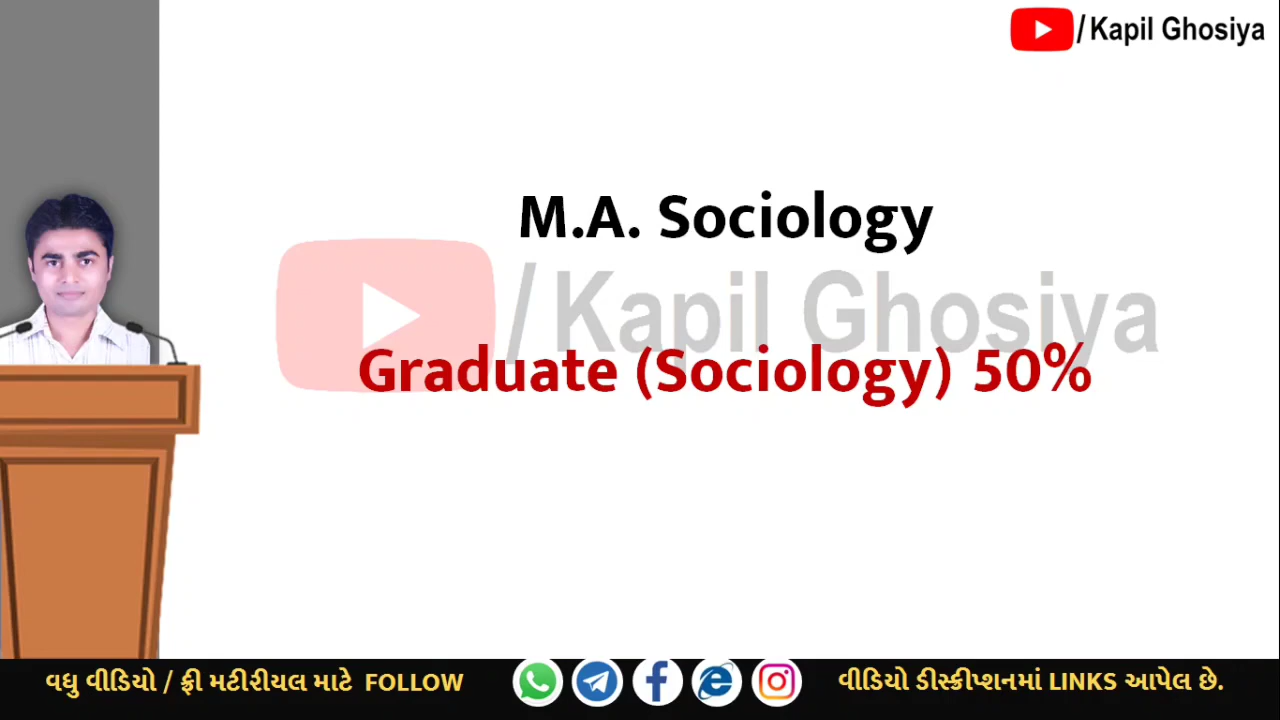 /Kapil Ghosiya
M.A. Sociology
/Kapil Ghosiya
Graduate (Sociology) 50%
વધુ વીડિયો / ફ્રી મટીરીયલ માટે FOLLOW
વીડિયો ડીસ્ક્રીપ્શનમાં LINKS આપેલ છે.